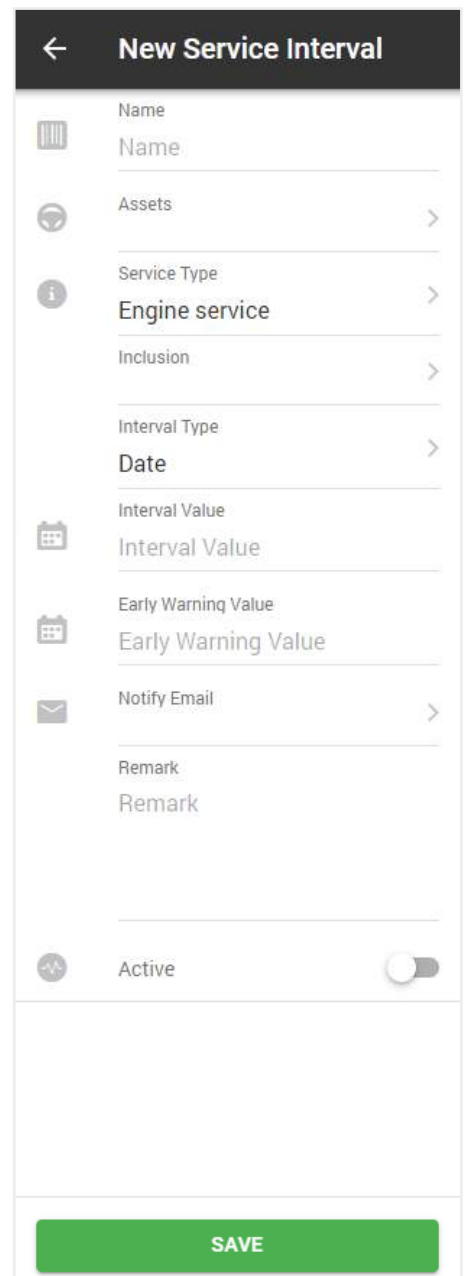 New Service Interval
Name
Name
Assets
Service Type
Engine service
Inclusion
Interval Type
Date
Interval Value
Interval Value
Early Warning Value
Early Warning Value
Notify Email
Remark
Remark
Active
SAVE